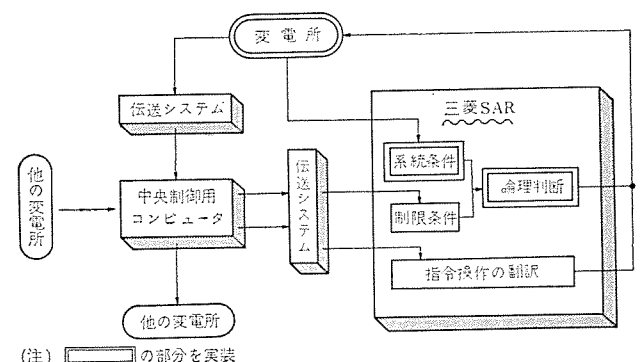 変電所
伝送システム
三菱SAR
系統条件
論理判断
制限条件
指令操作の翻訳
伝送システム
中央制御用
コンピュータ
他の変電所
他の変電所
(注) の部分を実装